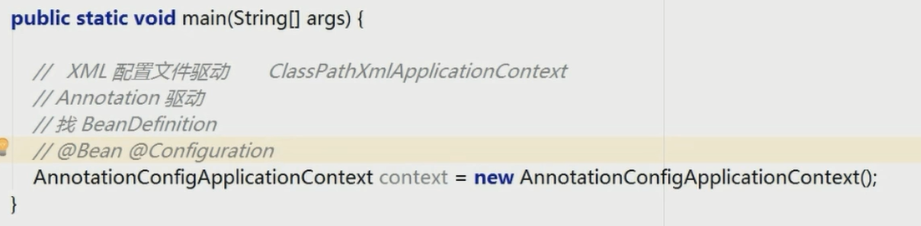 public static void main(String[] args) {
// XML 配置文件驱动 ClassPathXmlApplicationContext
// Annotation 驱动
// 找 BeanDefinition
// @Bean @Configuration
AnnotationConfigApplicationContext context = new AnnotationConfigApplicationContext();
}